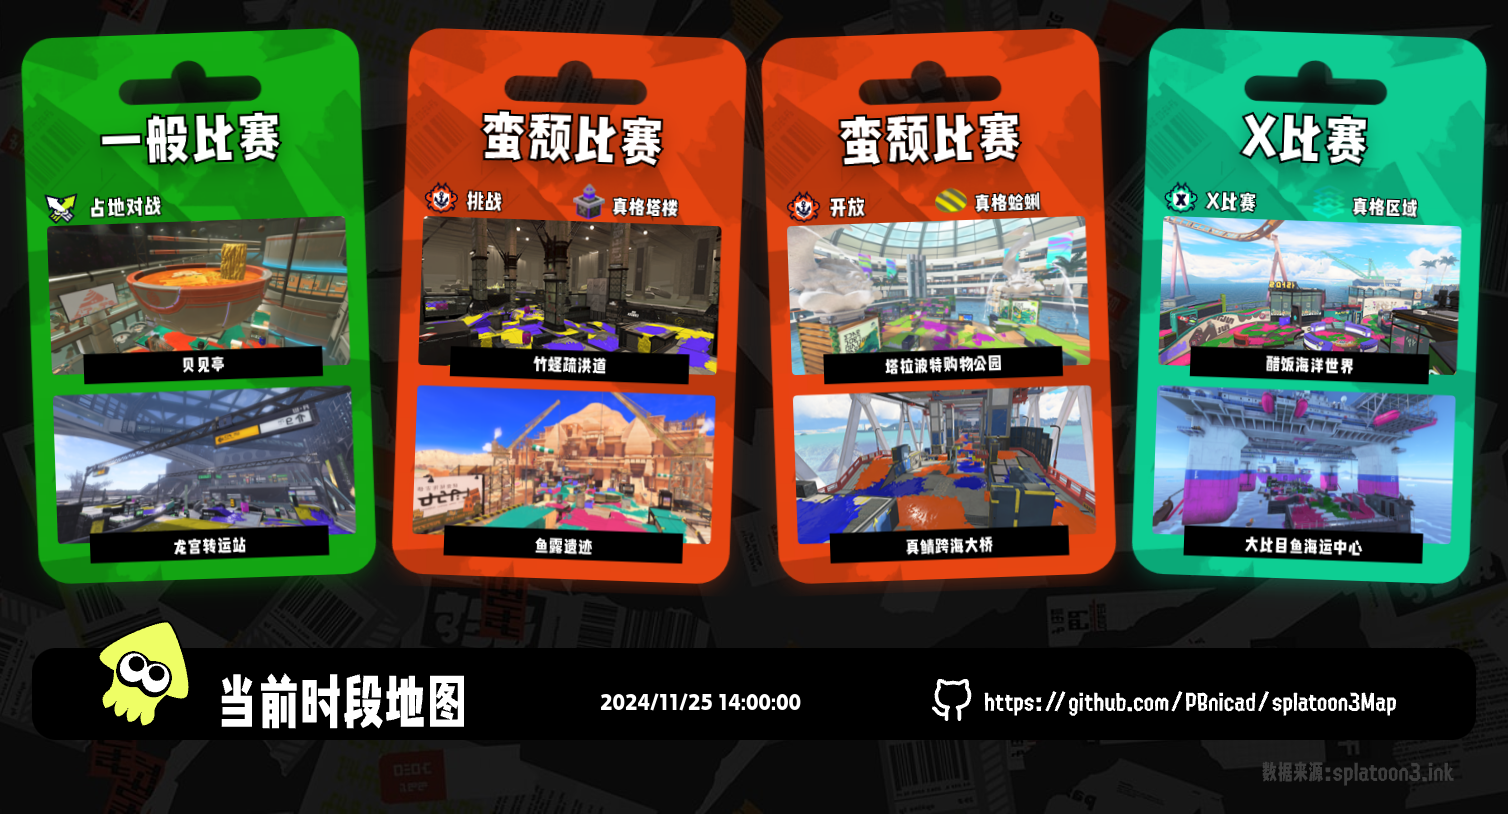 一般比赛
占地对战
贝见亭
龙宫转运站
蛮颓比赛
挑战
真格塔楼
竹蛏疏洪道
鱼露遗迹
蛮颓比赛
开放
真格蛤蜊
塔拉波特购物公园
真鲭跨海大桥
X比赛
X比赛
真格区域
醋饭海洋世界
大比目鱼海运中心
当前时段地图
2024/11/25 14:00:00
https://github.com/PBnicad/splatoon3Map
数据来源:splatoon3.ink